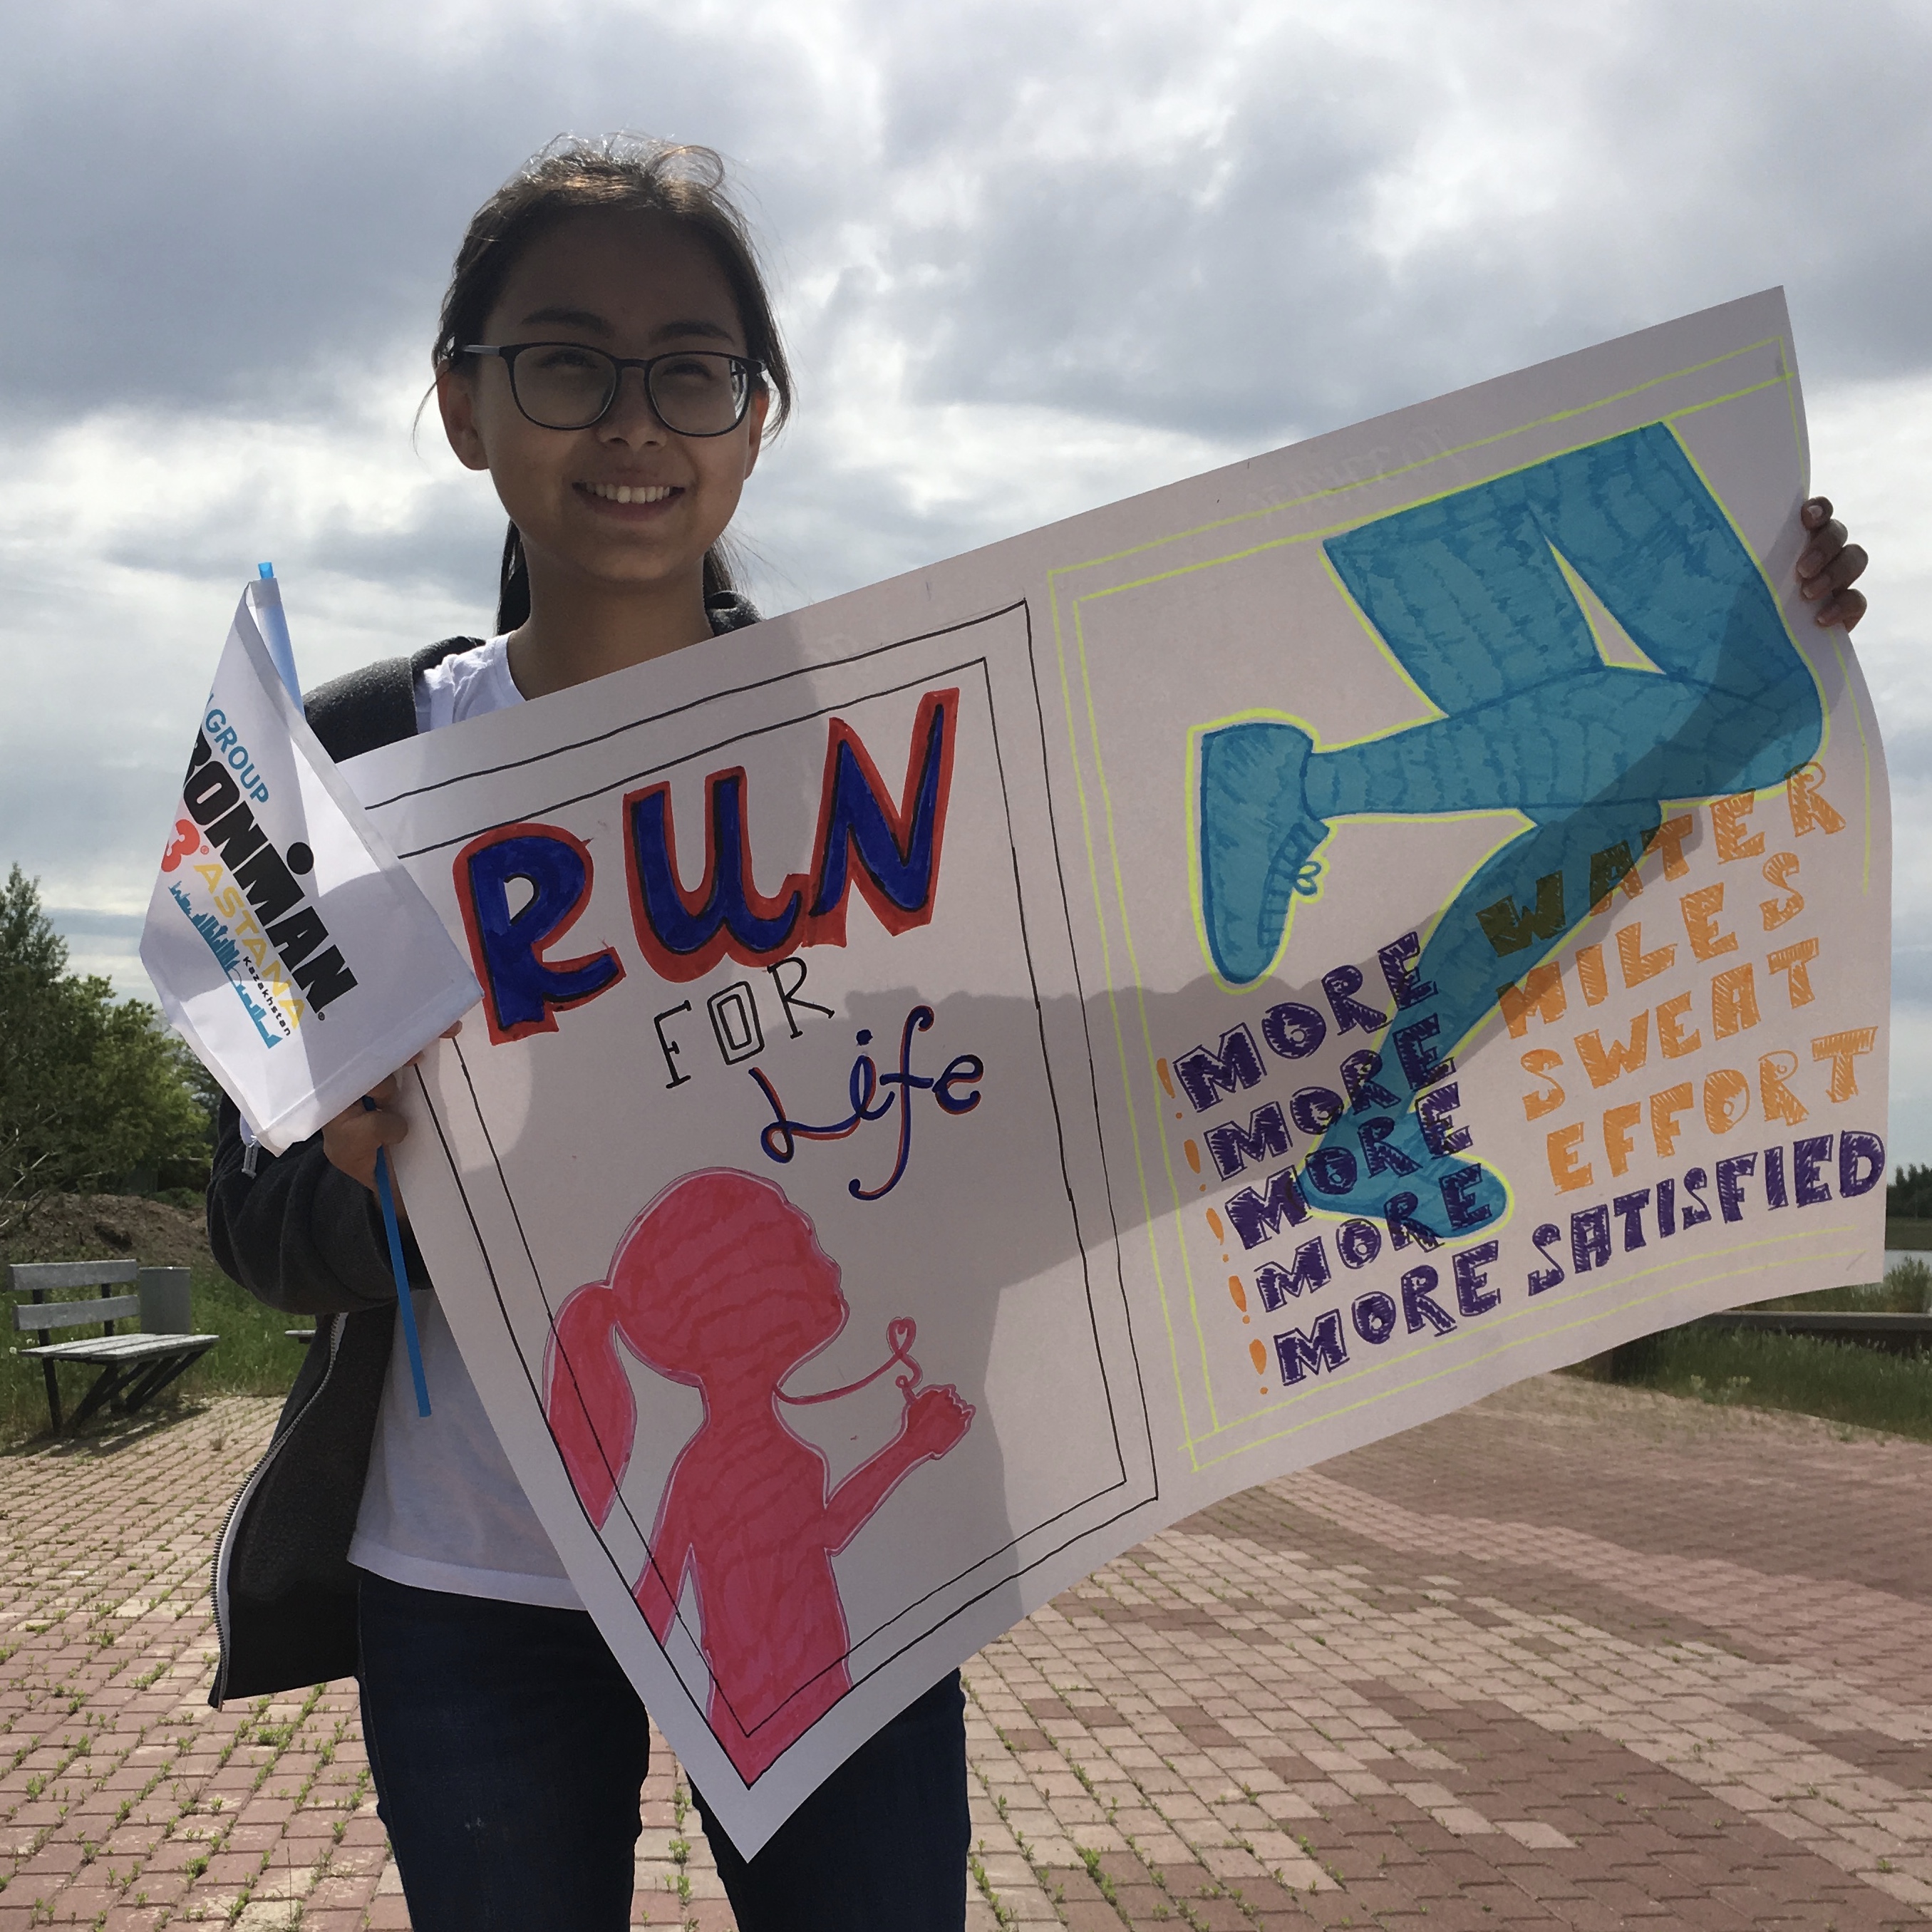 GROUP
IRONMAN®
3® ASTANA
Kazakhstan
RUN
FOR
Life
! MORE WATER
! MORE MILES
! MORE SWEAT
! MORE EFFORT
! MORE SATISFIED